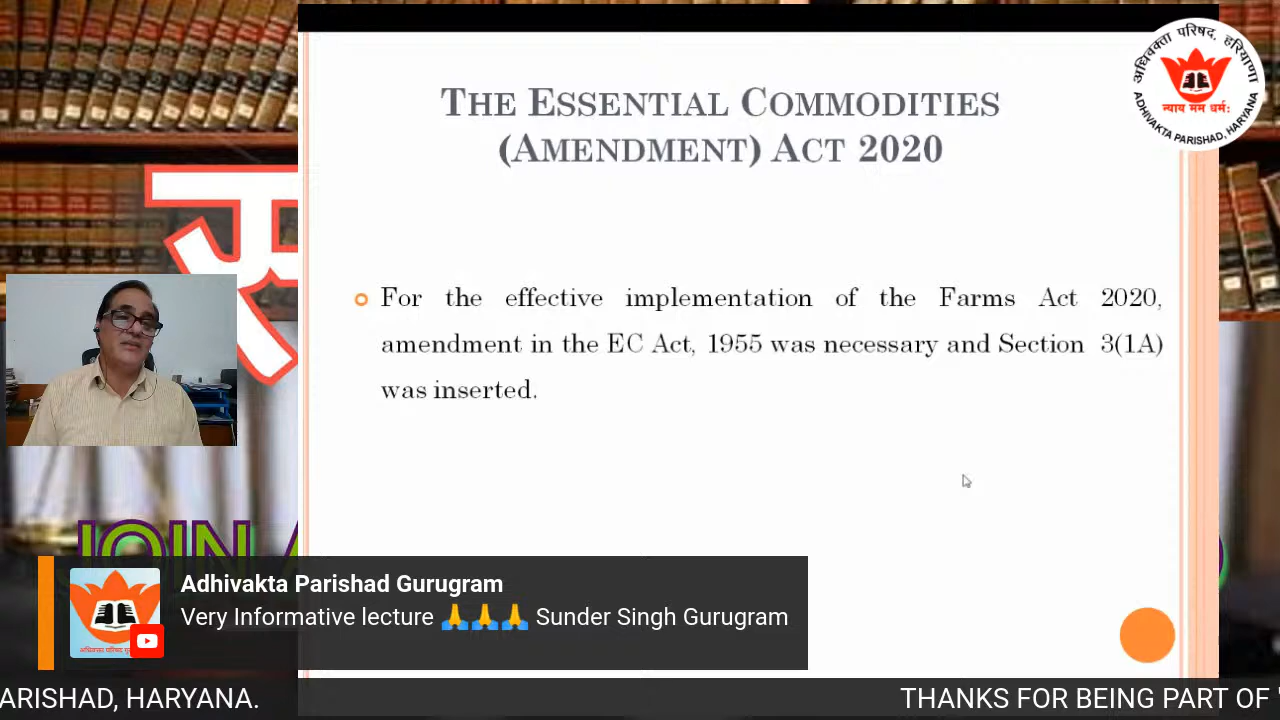 THE ESSENTIAL COMMODITIES
(AMENDMENT) ACT 2020
अधिवक्ता परिषद, हरियाणा
न्याय मम धर्म:
ADHIVAKTA PARISHAD, HARYANA
For the effective implementation of the Farms Act 2020,
amendment in the EC Act, 1955 was necessary and Section 3(1A)
was inserted.
JOIN
Adhivakta Parishad Gurugram
Very Informative lecture 🙏🙏🙏 Sunder Singh Gurugram
ARISHAD, HARYANA.
THANKS FOR BEING PART OF